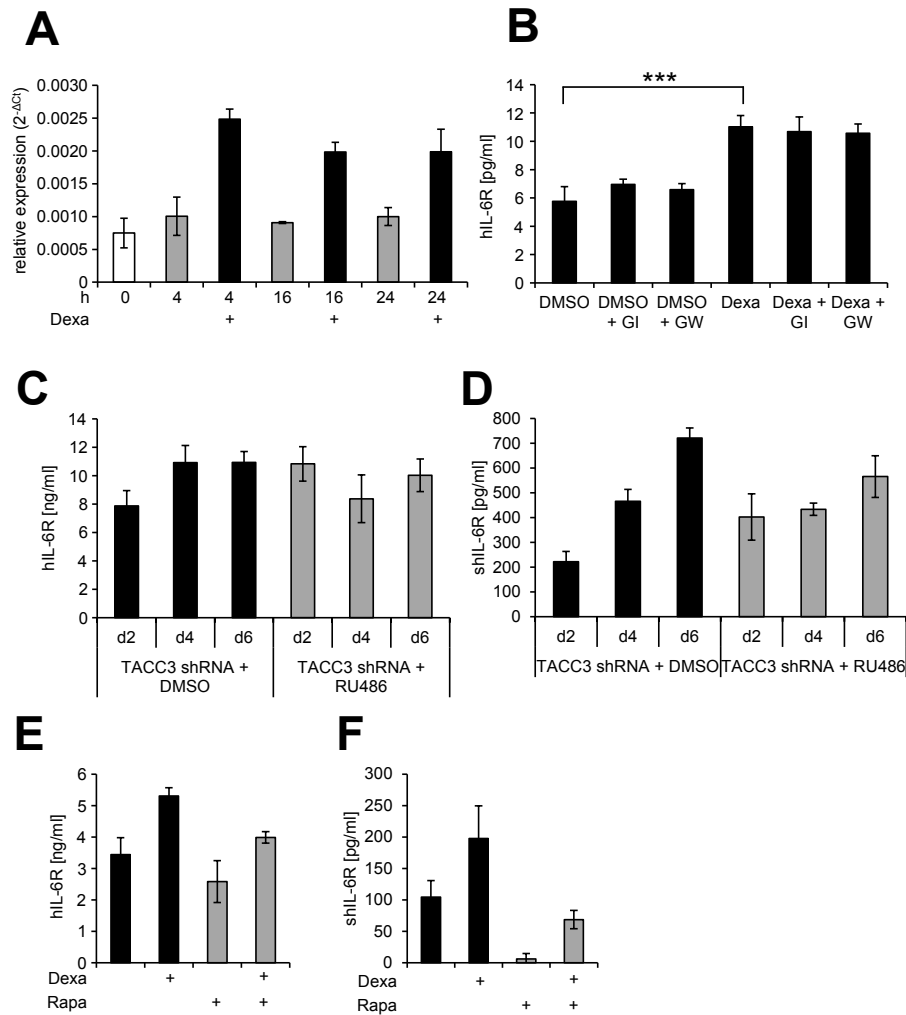 A
relative expression (2-ΔCt)
0.0030
0.0025
0.0020
0.0015
0.0010
0.0005
0
h 0 4 4 16 16 24 24
Dexa + + +
B
***
hIL-6R [pg/ml]
14
12
10
8
6
4
2
0
DMSO DMSO DMSO Dexa Dexa + Dexa +
+ GI + GW GI GW
C
hIL-6R [ng/ml]
14
12
10
8
6
4
2
0
d2 d4 d6 d2 d4 d6
TACC3 shRNA + TACC3 shRNA +
DMSO RU486
D
shIL-6R [pg/ml]
800
700
600
500
400
300
200
100
0
d2 d4 d6 d2 d4 d6
TACC3 shRNA + DMSO TACC3 shRNA + RU486
E
hIL-6R [ng/ml]
6
5
4
3
2
1
0
Dexa + +
Rapa + +
F
shIL-6R [pg/ml]
300
250
200
150
100
50
0
Dexa + +
Rapa + +